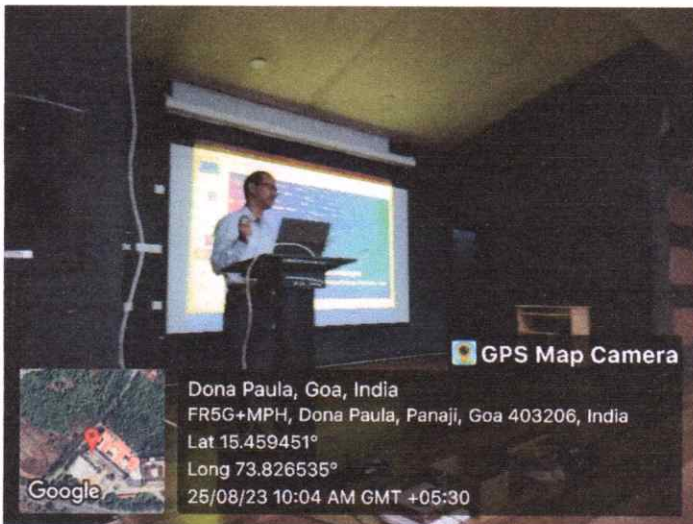 GPS Map Camera
Dona Paula, Goa, India
FR5G+MPH, Dona Paula, Panaji, Goa 403206, India
Lat 15.459451°
Long 73.826535°
25/08/23 10:04 AM GMT +05:30
Google